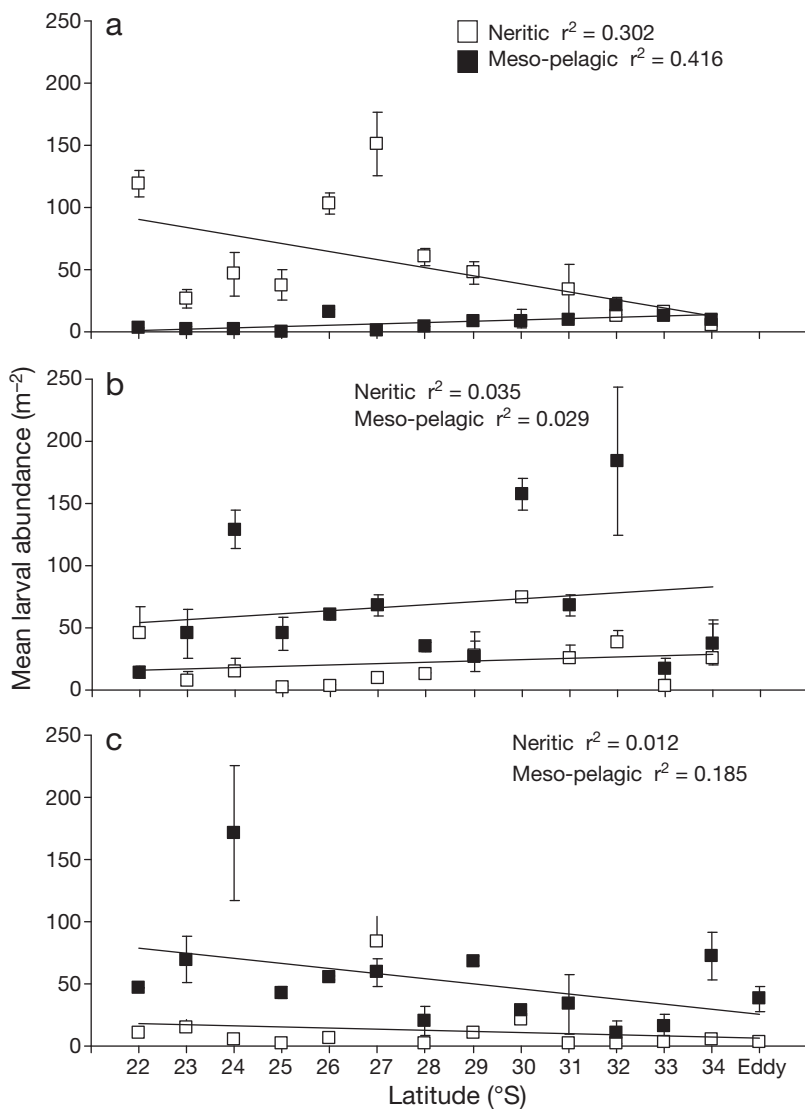 a
Neritic r² = 0.302
Meso-pelagic r² = 0.416
250
200
150
100
50
0
b
Neritic r² = 0.035
Meso-pelagic r² = 0.029
250
200
150
100
50
0
Mean larval abundance (m⁻²)
c
Neritic r² = 0.012
Meso-pelagic r² = 0.185
250
200
150
100
50
0
22 23 24 25 26 27 28 29 30 31 32 33 34 Eddy
Latitude (°S)